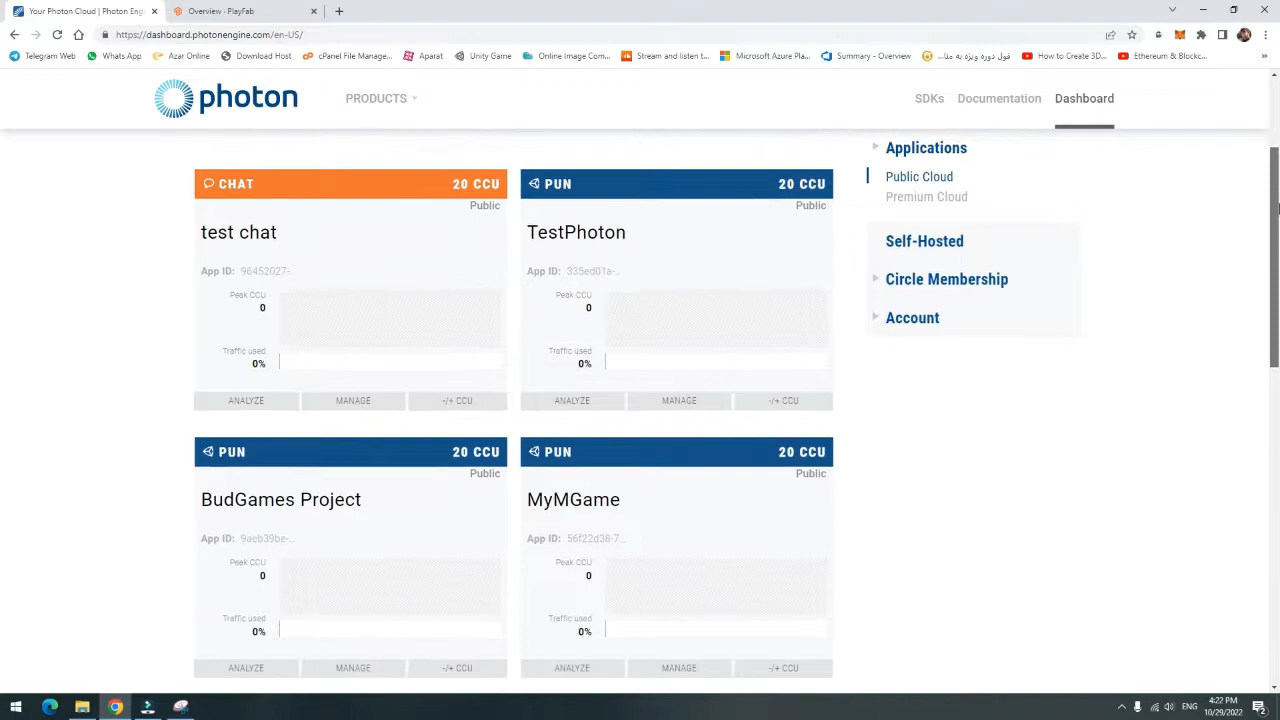 Your Photon Cloud | Photon Eng
Overview - PlayFab
https://dashboard.photonengine.com/en-US/
Telegram Web
Whats App
Azar Online
Download Host
cPanel File Manage...
Aparat
Unity Game
Online Image Com...
Stream and listen t...
Microsoft Azure Pla...
Summary - Overview
فول دوره ویژه به متا...
How to Create 3D...
Ethereum & Blockc...
photon
PRODUCTS
SDKs
Documentation
Dashboard
Applications
Public Cloud
Premium Cloud
Self-Hosted
Circle Membership
Account
CHAT
20 CCU
Public
test chat
App ID: 96452027-..
Peak CCU
0
Traffic used
0%
ANALYZE
MANAGE
-/+ CCU
PUN
20 CCU
Public
TestPhoton
App ID: 335ed01a-..
Peak CCU
0
Traffic used
0%
ANALYZE
MANAGE
-/+ CCU
PUN
20 CCU
Public
BudGames Project
App ID: 9aeb39be-...
Peak CCU
0
Traffic used
0%
ANALYZE
MANAGE
-/+ CCU
PUN
20 CCU
Public
MyMGame
App ID: 56f22d38-7...
Peak CCU
0
Traffic used
0%
ANALYZE
MANAGE
-/+ CCU
ENG
4:22 PM
10/29/2022
2